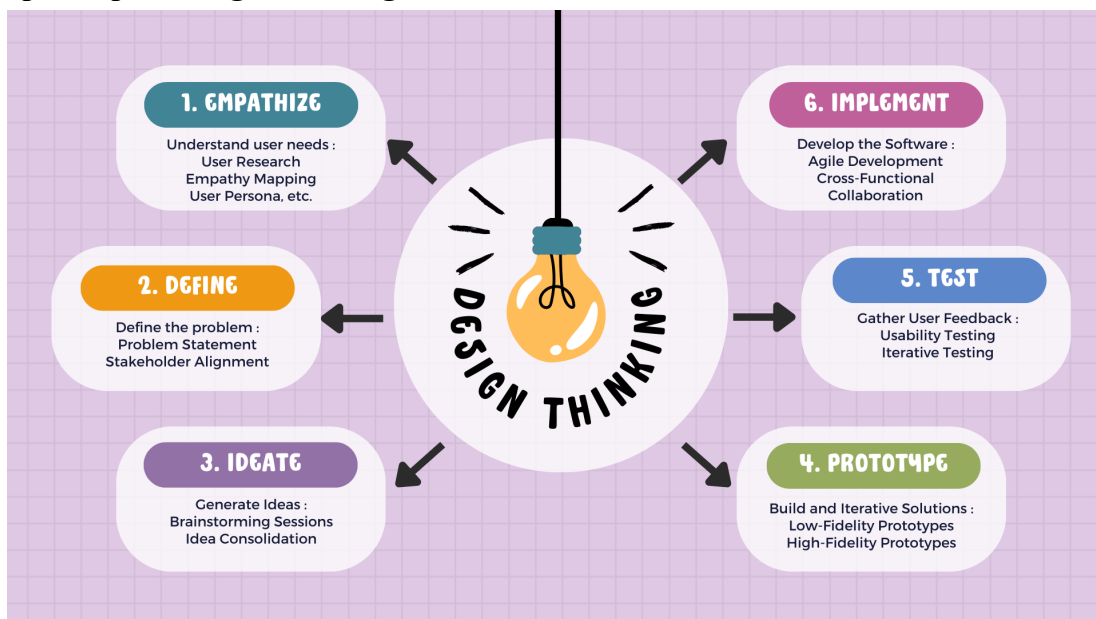 1. EMPATHIZE
Understand user needs :
User Research
Empathy Mapping
User Persona, etc.
2. DEFINE
Define the problem :
Problem Statement
Stakeholder Alignment
3. IDEATE
Generate Ideas :
Brainstorming Sessions
Idea Consolidation
DESIGN THINKING
4. PROTOTYPE
Build and Iterative Solutions :
Low-Fidelity Prototypes
High-Fidelity Prototypes
5. TEST
Gather User Feedback :
Usability Testing
Iterative Testing
6. IMPLEMENT
Develop the Software :
Agile Development
Cross-Functional
Collaboration